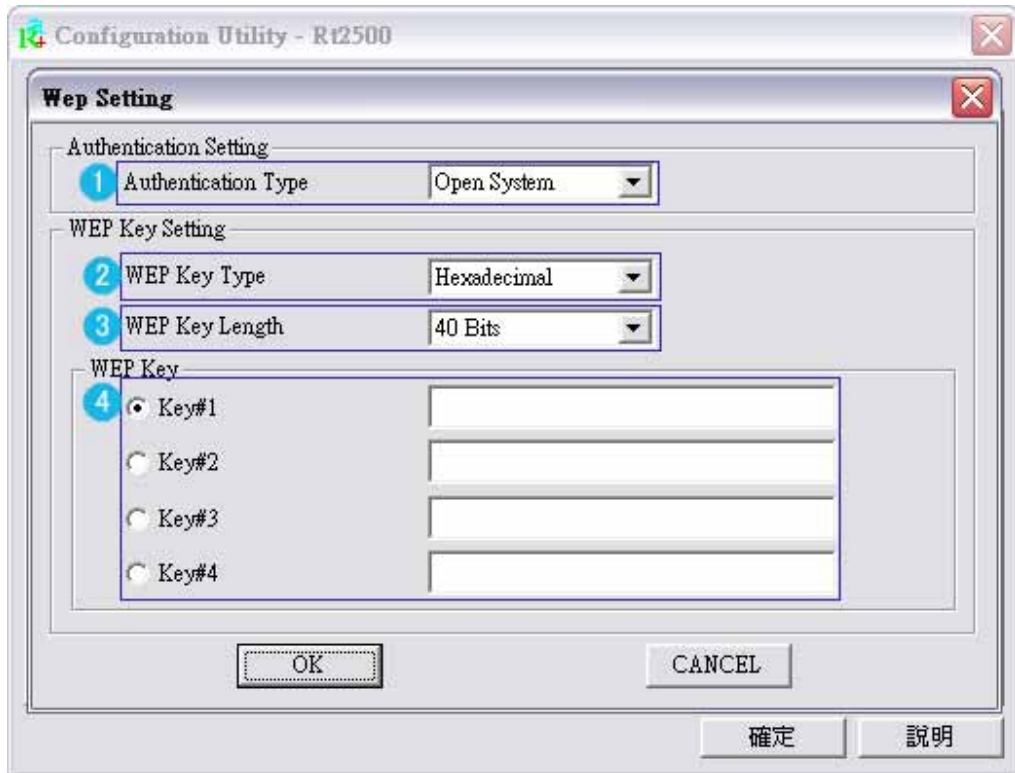 Configuration Utility - Rt2500
Wep Setting
Authentication Setting
1 Authentication Type Open System
WEP Key Setting
2 WEP Key Type Hexadecimal
3 WEP Key Length 40 Bits
WEP Key
4 Key#1
Key#2
Key#3
Key#4
OK CANCEL
確定 說明